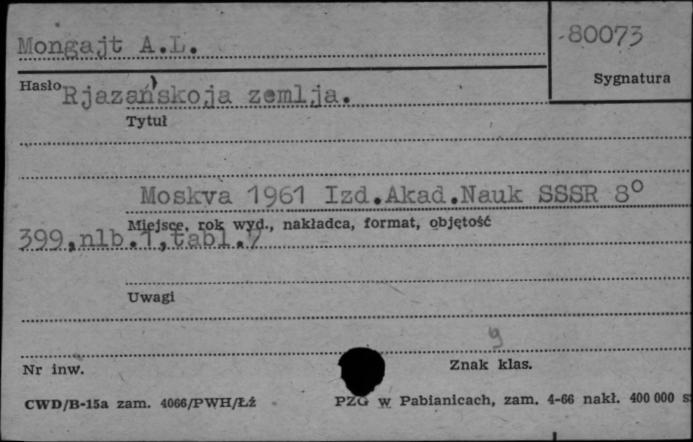 Mongajt A.L.
80073
Sygnatura
Hasło
Rjazańskoja zemlja.
Tytuł
Moskva 1961 Izd.Akad.Nauk SSSR 8°
Miejsce, rok wyd., nakładca, format, objętość
399,nlb.1,tabl.7
Uwagi
9
Nr inw.
Znak klas.
CWD/B-15a zam. 4066/PWH/Łź
PZG w Pabianicach, zam. 4-66 nakł. 400 000 s